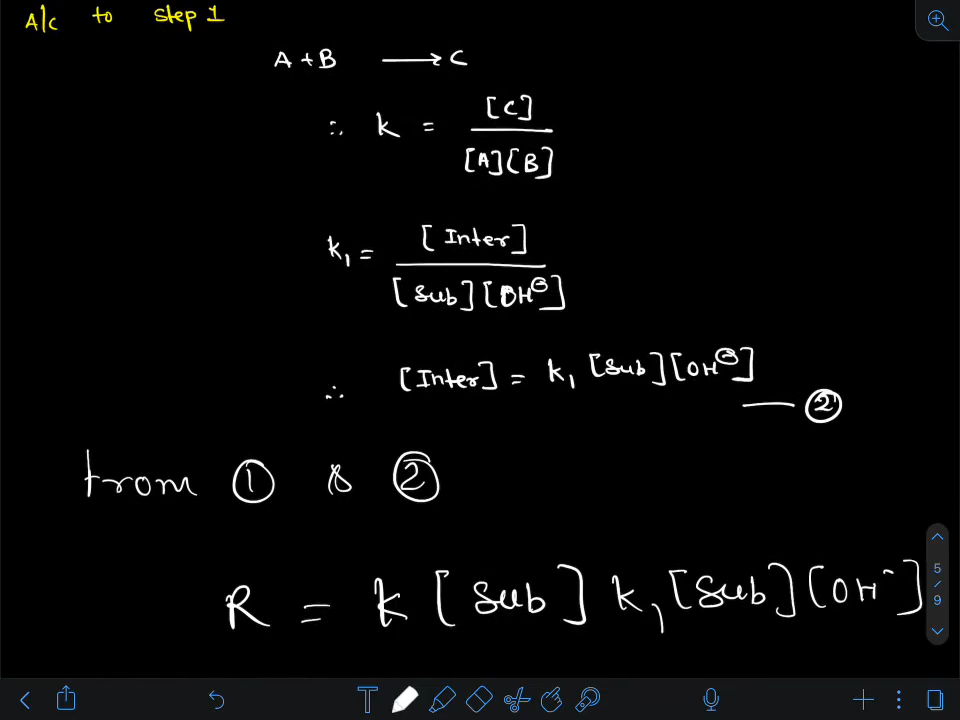 A/c to step 1
A + B ⟶ C
∴ k = [C] / [A][B]
k₁ = [Inter] / [Sub][OH⊖]
∴ [Inter] = k₁ [Sub][OH⊖]
— ②
from ① & ②
R = k [Sub] k₁ [Sub][OH⁻]
5
/
9